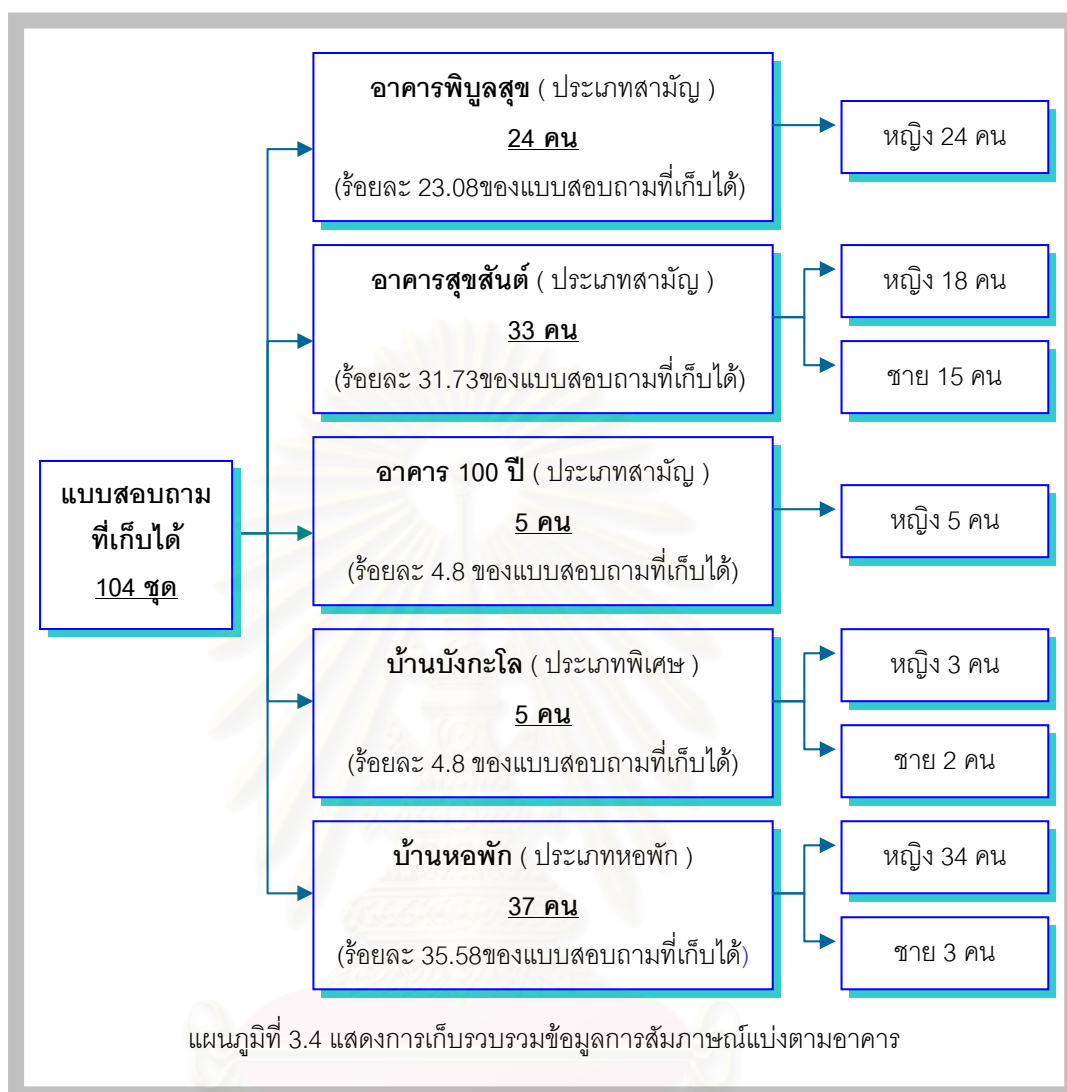 อาคารพิบูลสุข ( ประเภทสามัญ )
24 คน
(ร้อยละ 23.08ของแบบสอบถามที่เก็บได้)
หญิง 24 คน
อาคารสุขสันต์ ( ประเภทสามัญ )
33 คน
(ร้อยละ 31.73ของแบบสอบถามที่เก็บได้)
หญิง 18 คน
ชาย 15 คน
แบบสอบถาม
ที่เก็บได้
104 ชุด
อาคาร 100 ปี ( ประเภทสามัญ )
5 คน
(ร้อยละ 4.8 ของแบบสอบถามที่เก็บได้)
หญิง 5 คน
บ้านบังกะโล ( ประเภทพิเศษ )
5 คน
(ร้อยละ 4.8 ของแบบสอบถามที่เก็บได้)
หญิง 3 คน
ชาย 2 คน
บ้านหอพัก ( ประเภทหอพัก )
37 คน
(ร้อยละ 35.58ของแบบสอบถามที่เก็บได้)
หญิง 34 คน
ชาย 3 คน
แผนภูมิที่ 3.4 แสดงการเก็บรวบรวมข้อมูลการสัมภาษณ์แบ่งตามอาคาร